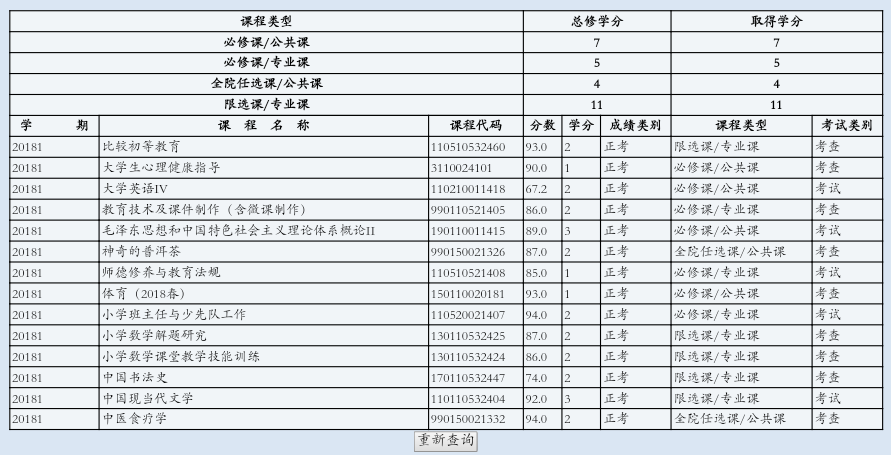 课程类型 总修学分 取得学分
必修课/公共课 7 7
必修课/专业课 5 5
全院任选课/公共课 4 4
限选课/专业课 11 11
学 期 课 程 名 称 课程代码 分数 学分 成绩类别 课程类型 考试类别
20181 比较初等教育 110510532460 93.0 2 正考 限选课/专业课 考查
20181 大学生心理健康指导 3110024101 90.0 1 正考 必修课/公共课 考查
20181 大学英语IV 110210011418 67.2 2 正考 必修课/公共课 考试
20181 教育技术及课件制作（含微课制作） 990110521405 86.0 2 正考 必修课/专业课 考查
20181 毛泽东思想和中国特色社会主义理论体系概论II 190110011415 89.0 3 正考 必修课/公共课 考试
20181 神奇的普洱茶 990150021326 87.0 2 正考 全院任选课/公共课 考查
20181 师德修养与教育法规 110510521408 85.0 1 正考 必修课/专业课 考试
20181 体育（2018春） 150110020181 93.0 1 正考 必修课/公共课 考查
20181 小学班主任与少先队工作 110520021407 94.0 2 正考 必修课/专业课 考试
20181 小学数学解题研究 130110532425 87.0 2 正考 限选课/专业课 考查
20181 小学数学课堂教学技能训练 130110532424 86.0 2 正考 限选课/专业课 考查
20181 中国书法史 170110532447 74.0 2 正考 限选课/专业课 考查
20181 中国现当代文学 110110532404 92.0 3 正考 限选课/专业课 考试
20181 中医食疗学 990150021332 94.0 2 正考 全院任选课/公共课 考查
重新查询